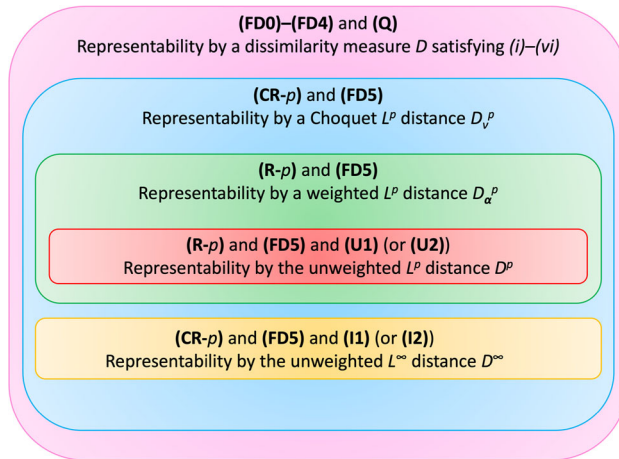 (FD0)–(FD4) and (Q)
Representability by a dissimilarity measure D satisfying (i)–(vi)
(CR-p) and (FD5)
Representability by a Choquet Lᵖ distance Dᵥᵖ
(R-p) and (FD5)
Representability by a weighted Lᵖ distance D_α^p
(R-p) and (FD5) and (U1) (or (U2))
Representability by the unweighted Lᵖ distance Dᵖ
(CR-p) and (FD5) and (I1) (or (I2))
Representability by the unweighted L^∞ distance D^∞